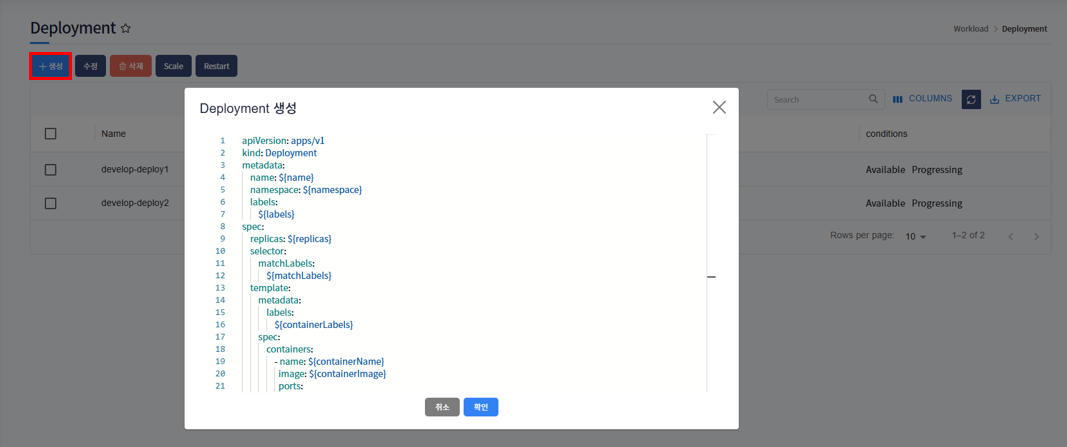 Deployment
Workload > Deployment
+ 생성
수정
삭제
Scale
Restart
Search
COLUMNS
EXPORT
Name
conditions
develop-deploy1
Available Progressing
develop-deploy2
Available Progressing
Rows per page: 10
1–2 of 2
Deployment 생성
1 apiVersion: apps/v1
2 kind: Deployment
3 metadata:
4 name: ${name}
5 namespace: ${namespace}
6 labels:
7 ${labels}
8 spec:
9 replicas: ${replicas}
10 selector:
11 matchLabels:
12 ${matchLabels}
13 template:
14 metadata:
15 labels:
16 ${containerLabels}
17 spec:
18 containers:
19 - name: ${containerName}
20 image: ${containerImage}
21 ports:
취소
확인